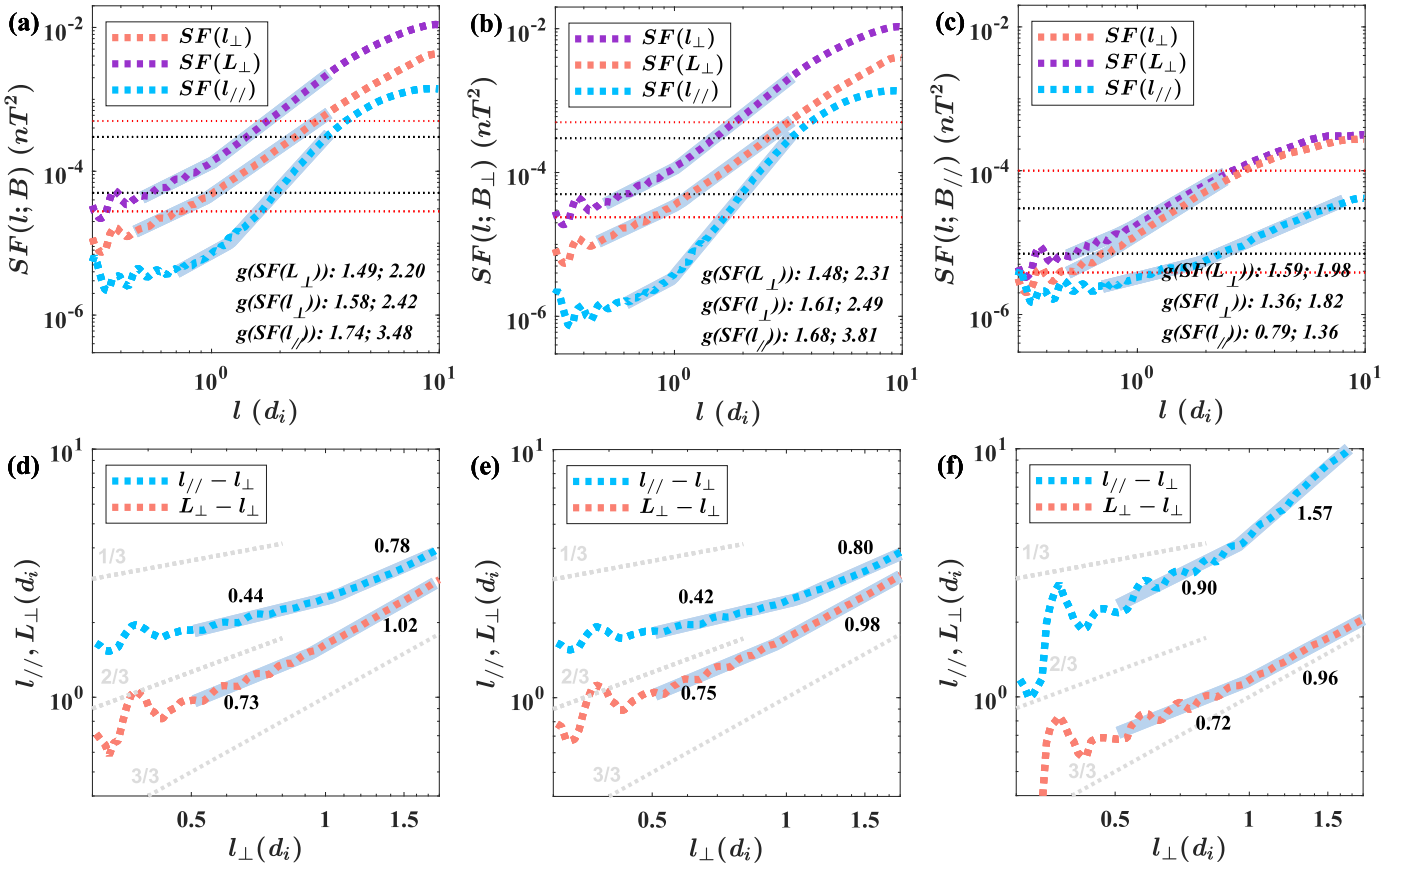 (a)
SF(l⊥)
SF(L⊥)
SF(l//)
10^-2
10^-4
10^-6
SF(l; B) (nT^2)
g(SF(L⊥)): 1.49; 2.20
g(SF(l⊥)): 1.58; 2.42
g(SF(l//)): 1.74; 3.48
10^0
10^1
l (d_i)
(b)
SF(l⊥)
SF(L⊥)
SF(l//)
10^-2
10^-4
10^-6
SF(l; B⊥) (nT^2)
g(SF(L⊥)): 1.48; 2.31
g(SF(l⊥)): 1.61; 2.49
g(SF(l//)): 1.68; 3.81
10^0
10^1
l (d_i)
(c)
SF(l⊥)
SF(L⊥)
SF(l//)
10^-2
10^-4
10^-6
SF(l; B//) (nT^2)
g(SF(L⊥)): 1.59; 1.98
g(SF(l⊥)): 1.36; 1.82
g(SF(l//)): 0.79; 1.36
10^0
10^1
l (d_i)
(d)
l// − l⊥
L⊥ − l⊥
10^1
10^0
l//, L⊥(d_i)
1/3
2/3
3/3
0.44
0.78
0.73
1.02
0.5
1
1.5
l⊥(d_i)
(e)
l// − l⊥
L⊥ − l⊥
10^1
10^0
l//, L⊥(d_i)
1/3
2/3
3/3
0.42
0.80
0.75
0.98
0.5
1
1.5
l⊥(d_i)
(f)
l// − l⊥
L⊥ − l⊥
10^1
10^0
l//, L⊥(d_i)
1/3
2/3
3/3
0.90
1.57
0.72
0.96
0.5
1
1.5
l⊥(d_i)